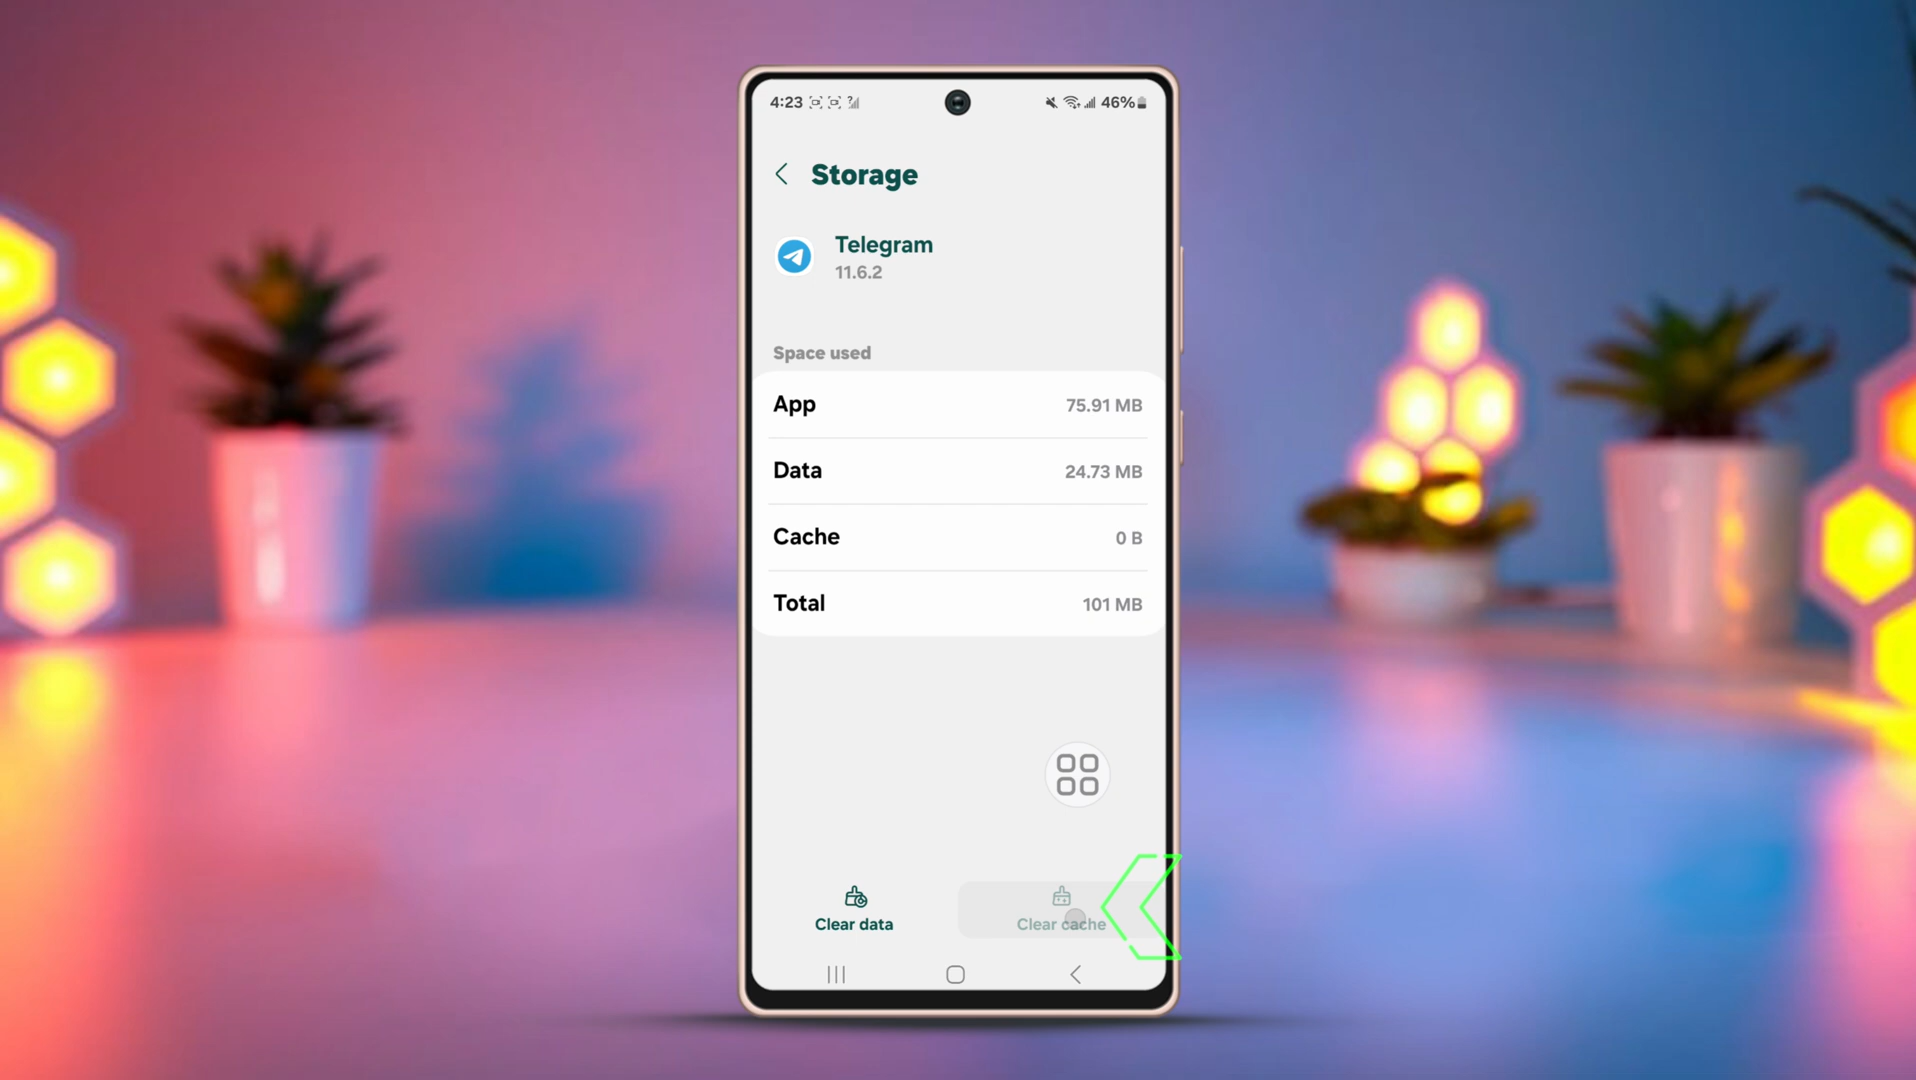 4:23 46%
Storage
Telegram
11.6.2
Space used
App 75.91 MB
Data 24.73 MB
Cache 0 B
Total 101 MB
Clear data Clear cache